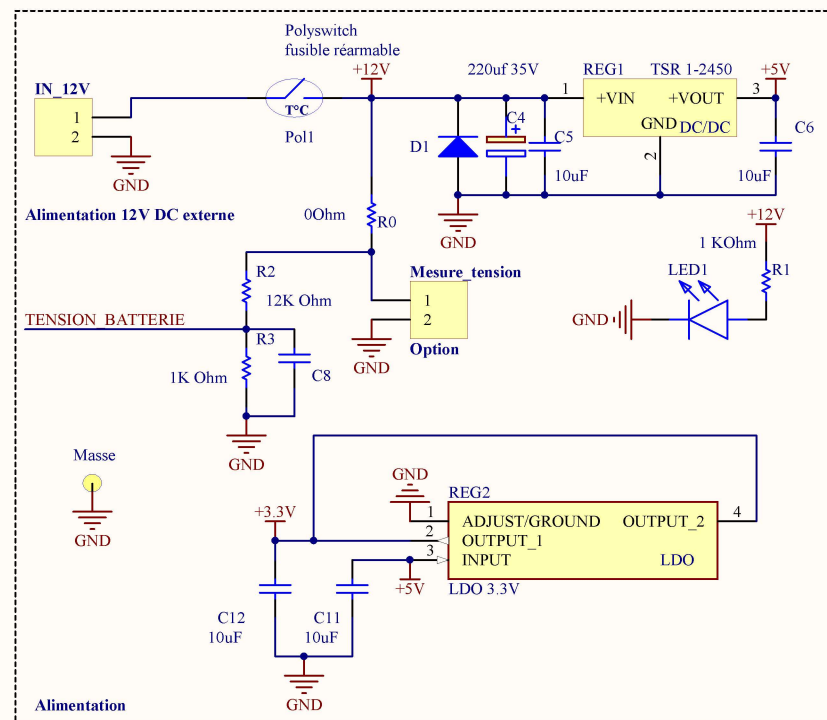 Polyswitch
fusible réarmable
IN_12V
1
2
GND
T°C
Pol1
+12V
220uf 35V
REG1
TSR 1-2450
+5V
1
+VIN
+VOUT
3
GND
DC/DC
2
D1
C4
+
C5
10uF
C6
10uF
GND
Alimentation 12V DC externe
0Ohm
R0
+12V
1 KOhm
LED1
R1
GND
R2
12K Ohm
Mesure_tension
1
2
GND
Option
TENSION_BATTERIE
R3
1K Ohm
C8
GND
Masse
GND
GND
REG2
+3.3V
1
ADJUST/GROUND
OUTPUT_2
4
2
OUTPUT_1
3
INPUT
LDO
+5V
LDO 3.3V
C12
10uF
C11
10uF
GND
Alimentation